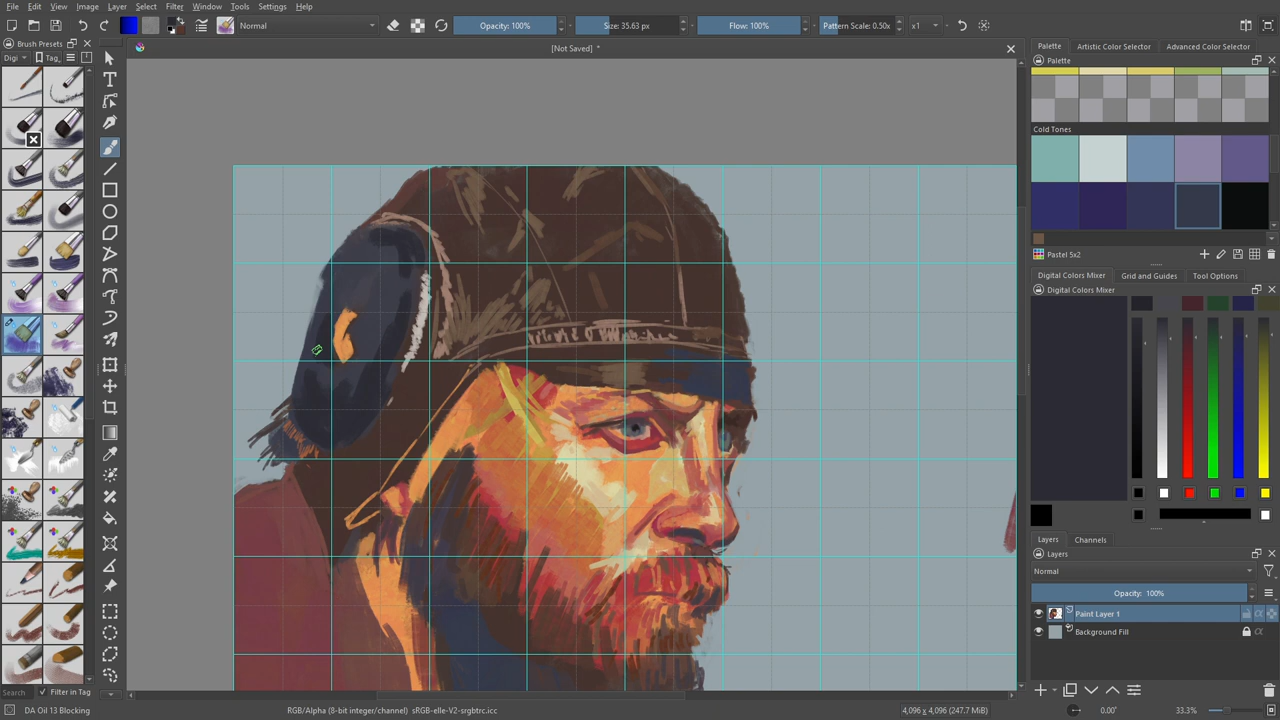 File Edit View Image Layer Select Filter Window Tools Settings Help
Normal Opacity: 100% Size: 35.63 px Flow: 100% Pattern Scale: 0.50x x1
Brush Presets
[Not Saved] *
Digi Tag
Palette Artistic Color Selector Advanced Color Selector
Palette
Cold Tones
Pastel 5x2
Digital Colors Mixer Grid and Guides Tool Options
Digital Colors Mixer
Layers Channels
Layers
Normal
Opacity: 100%
Paint Layer 1
Background Fill
Search Filter in Tag
DA Oil 13 Blocking RGB/Alpha (8-bit integer/channel) sRGB-elle-V2-srgbtrc.icc 4,096 x 4,096 (247.7 MiB) 0.00° 33.3%